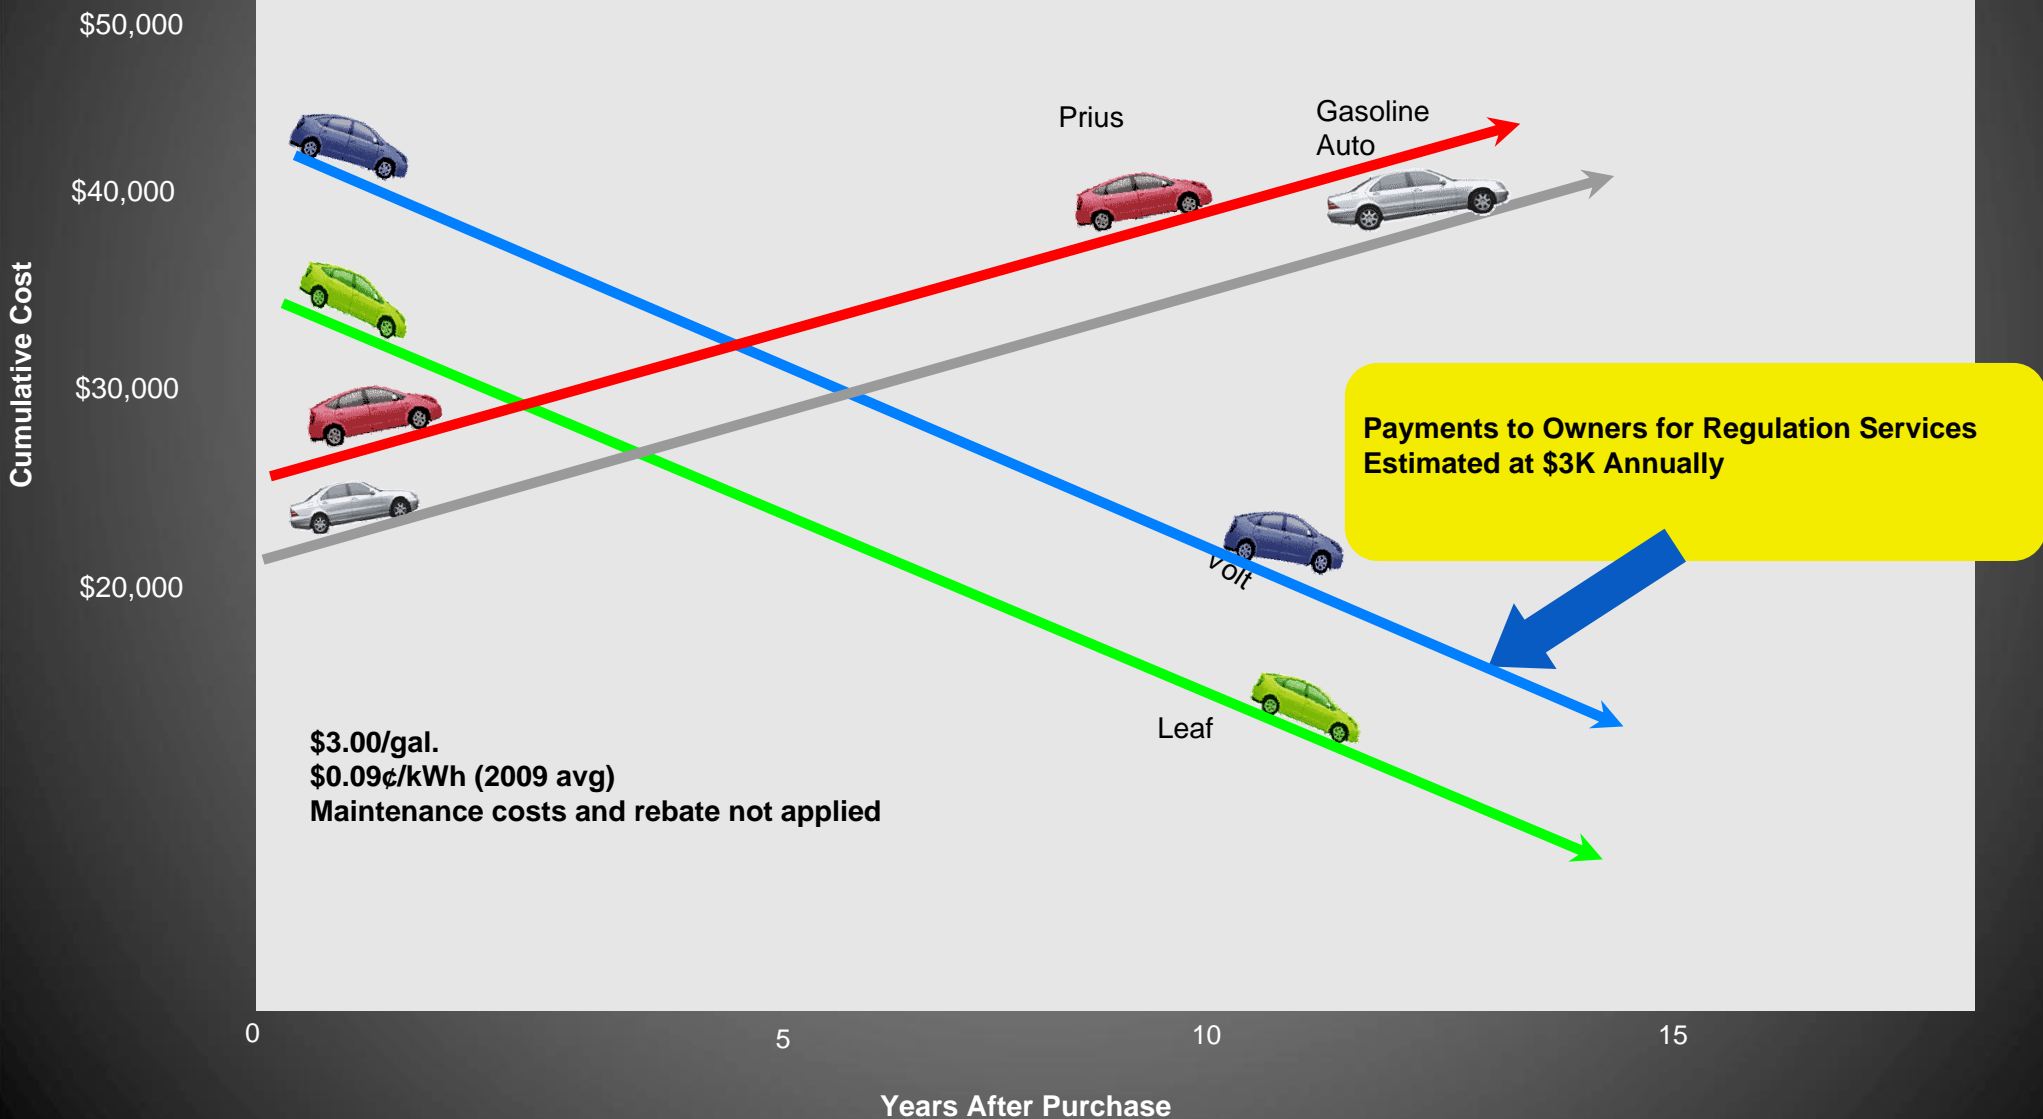 $50,000
$40,000
$30,000
$20,000
Cumulative Cost
Prius
Gasoline
Auto
Payments to Owners for Regulation Services
Estimated at $3K Annually
Volt
Leaf
$3.00/gal.
$0.09¢/kWh (2009 avg)
Maintenance costs and rebate not applied
0
5
10
15
Years After Purchase